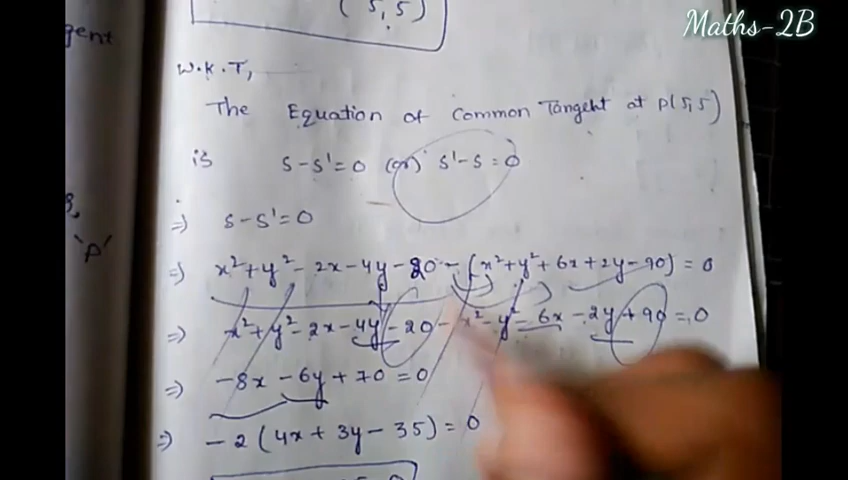 (5,5)
Maths-2B
gent
W.K.T,
The Equation of Common Tangent at P(5,5)
is S-S'=0 (or) S'-S=0
⇒ S-S'=0
⇒ x²+y²-2x-4y-20-(x²+y²+6x+2y-90)=0
'P'
⇒ x²+y²-2x-4y-20-x²-y²-6x-2y+90=0
⇒ -8x-6y+70=0
⇒ -2(4x+3y-35)=0